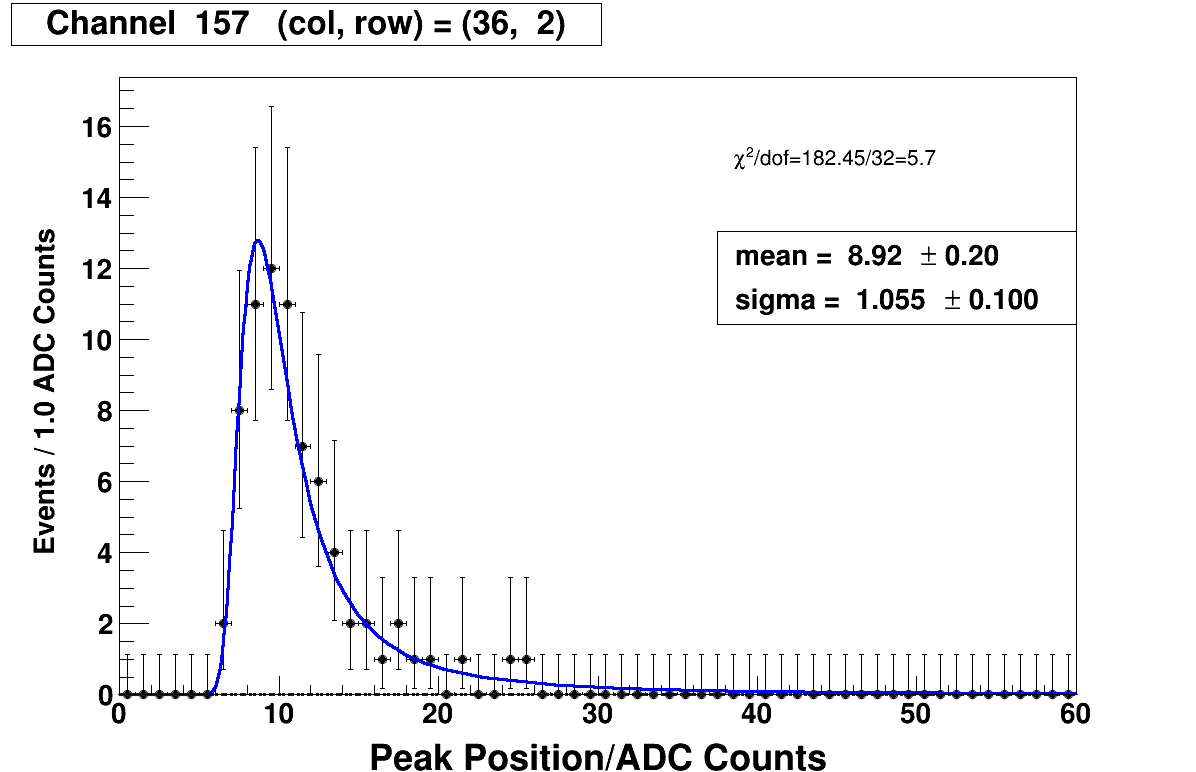 Channel 157 (col, row) = (36, 2)
χ²/dof=182.45/32=5.7
mean = 8.92 ± 0.20
sigma = 1.055 ± 0.100
Events / 1.0 ADC Counts
16
14
12
10
8
6
4
2
0
0 10 20 30 40 50 60
Peak Position/ADC Counts